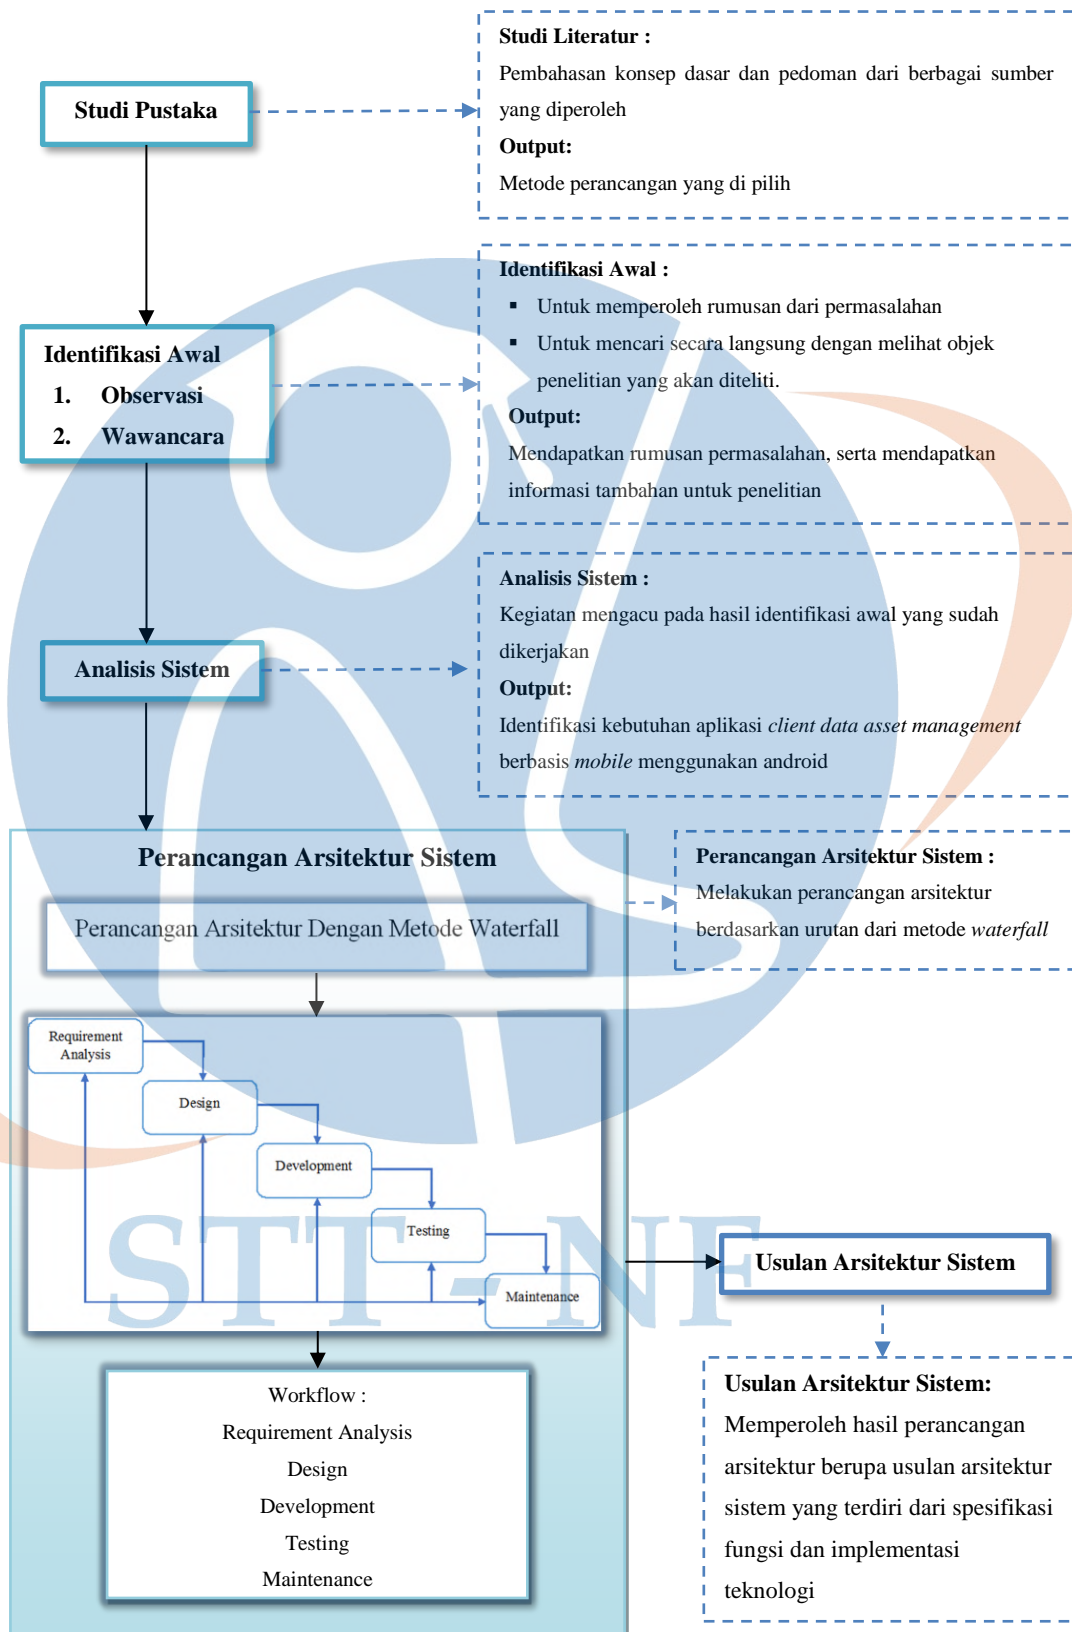 Studi Pustaka
Studi Literatur :
Pembahasan konsep dasar dan pedoman dari berbagai sumber
yang diperoleh
Output:
Metode perancangan yang di pilih
Identifikasi Awal
1. Observasi
2. Wawancara
Identifikasi Awal :
▪ Untuk memperoleh rumusan dari permasalahan
▪ Untuk mencari secara langsung dengan melihat objek
penelitian yang akan diteliti.
Output:
Mendapatkan rumusan permasalahan, serta mendapatkan
informasi tambahan untuk penelitian
Analisis Sistem
Analisis Sistem :
Kegiatan mengacu pada hasil identifikasi awal yang sudah
dikerjakan
Output:
Identifikasi kebutuhan aplikasi client data asset management
berbasis mobile menggunakan android
Perancangan Arsitektur Sistem
Perancangan Arsitektur Dengan Metode Waterfall
Perancangan Arsitektur Sistem :
Melakukan perancangan arsitektur
berdasarkan urutan dari metode waterfall
Requirement
Analysis
Design
Development
Testing
Maintenance
STT - NF
Workflow :
Requirement Analysis
Design
Development
Testing
Maintenance
Usulan Arsitektur Sistem
Usulan Arsitektur Sistem:
Memperoleh hasil perancangan
arsitektur berupa usulan arsitektur
sistem yang terdiri dari spesifikasi
fungsi dan implementasi
teknologi